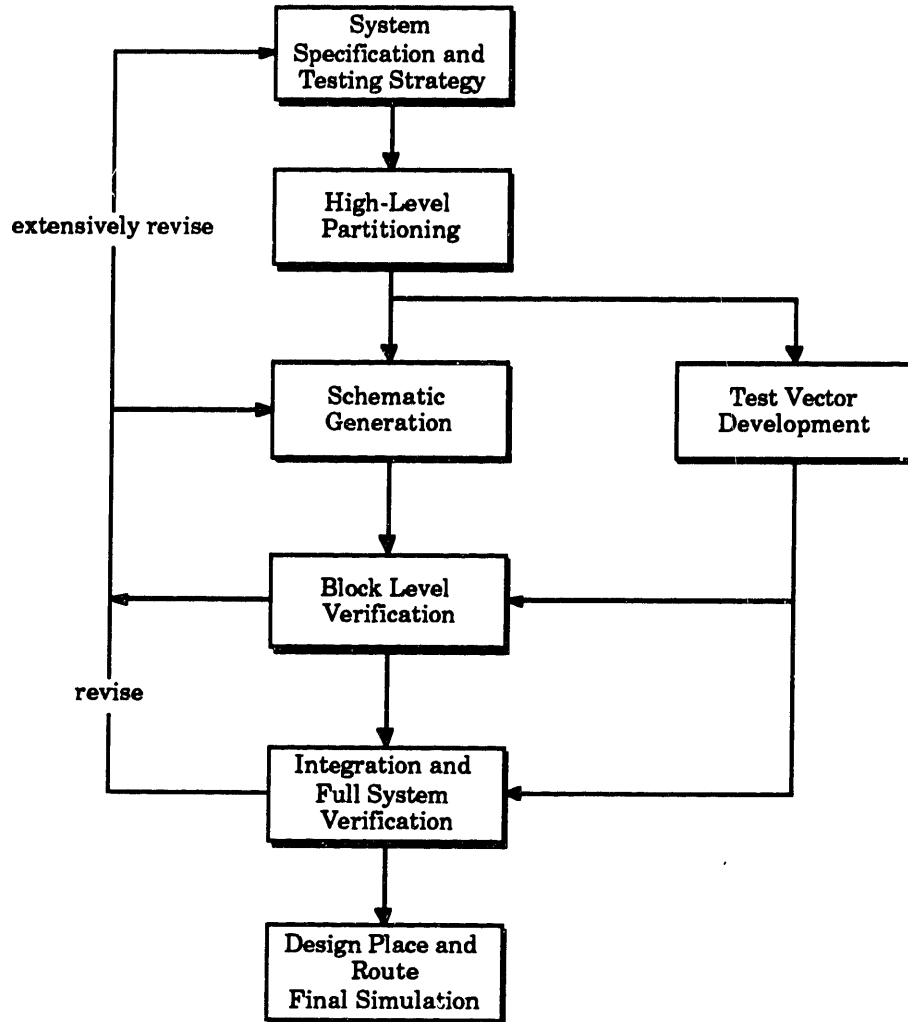 System
Specification and
Testing Strategy
High-Level
Partitioning
extensively revise
Schematic
Generation
Test Vector
Development
Block Level
Verification
revise
Integration and
Full System
Verification
Design Place and
Route
Final Simulation